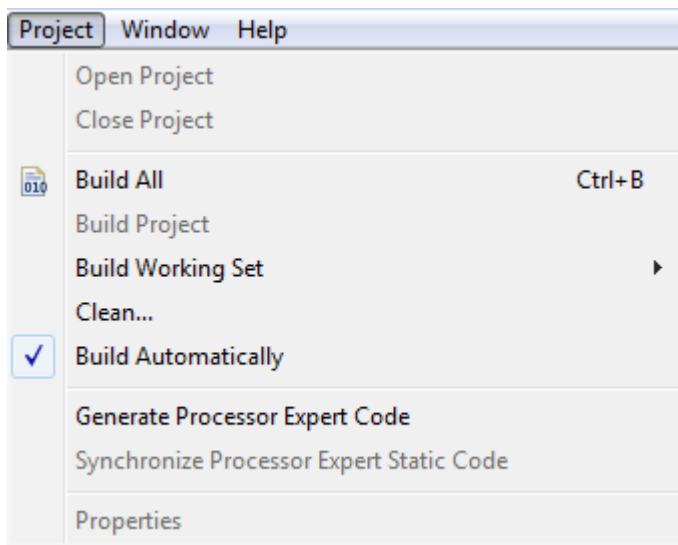 Project Window Help
Open Project
Close Project
010
Build All Ctrl+B
Build Project
Build Working Set
Clean...
Build Automatically
Generate Processor Expert Code
Synchronize Processor Expert Static Code
Properties